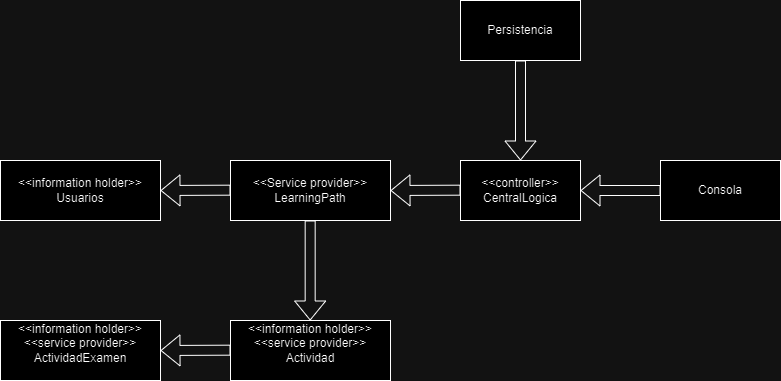 Persistencia
<<information holder>>
Usuarios
<<Service provider>>
LearningPath
<<controller>>
CentralLogica
Consola
<<information holder>>
<<service provider>>
ActividadExamen
<<information holder>>
<<service provider>>
Actividad